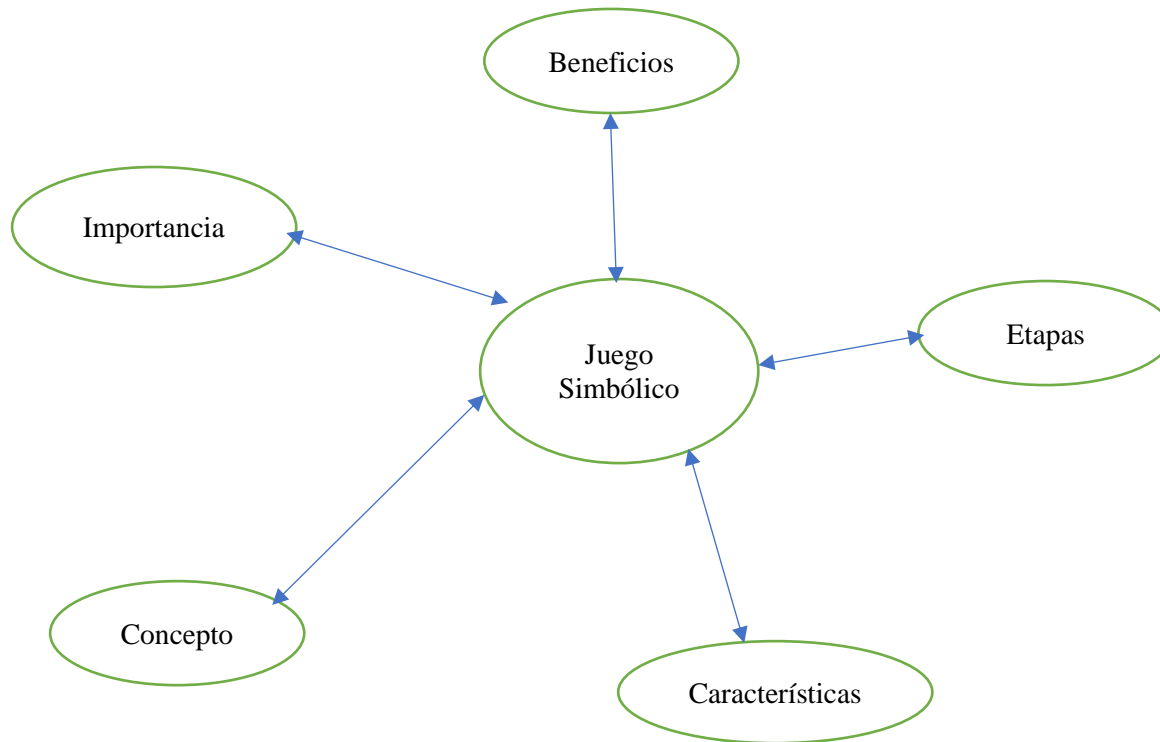 Beneficios
Importancia
Etapas
Juego
Simbólico
Concepto
Características